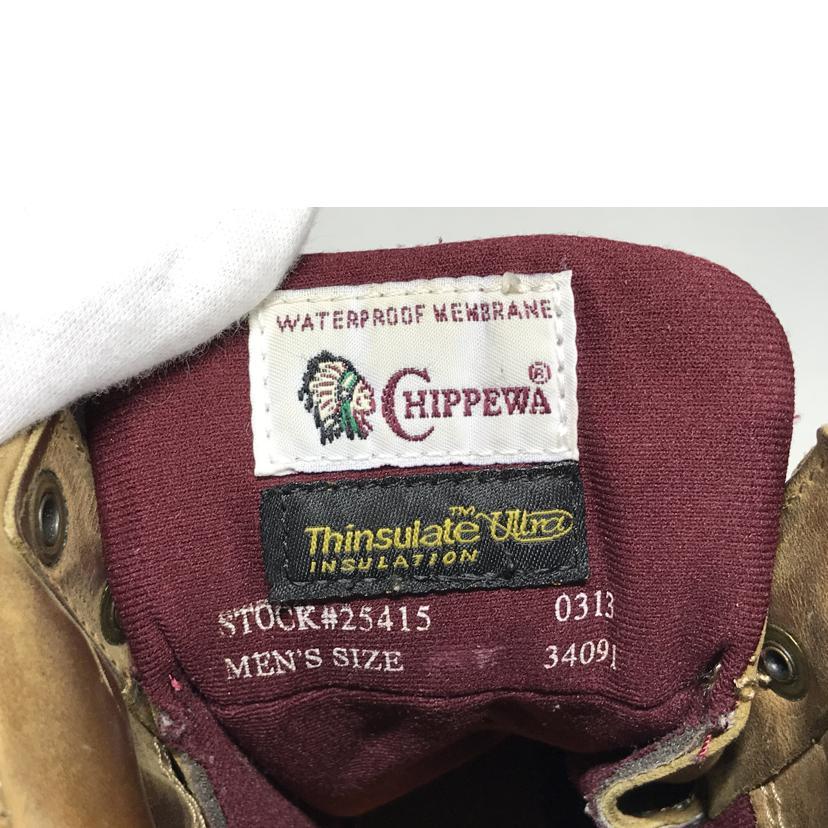 WATERPROOF MEMBRANE
CHIPPEWA®
Thinsulate™ Ultra
INSULATION
STOCK#25415 0313
MEN'S SIZE 34091